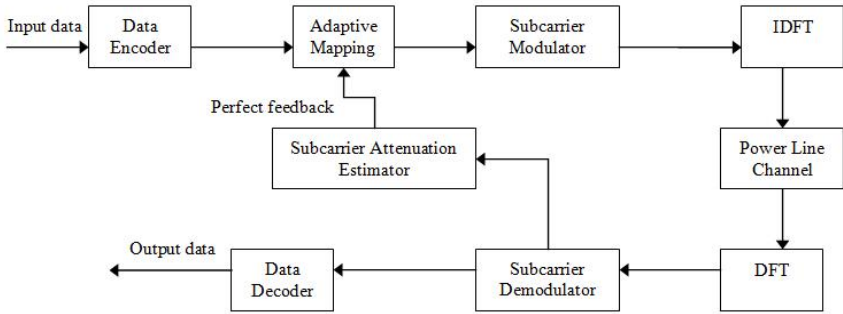 Input data
Data
Encoder
Adaptive
Mapping
Subcarrier
Modulator
IDFT
Perfect feedback
Subcarrier Attenuation
Estimator
Power Line
Channel
Output data
Data
Decoder
Subcarrier
Demodulator
DFT